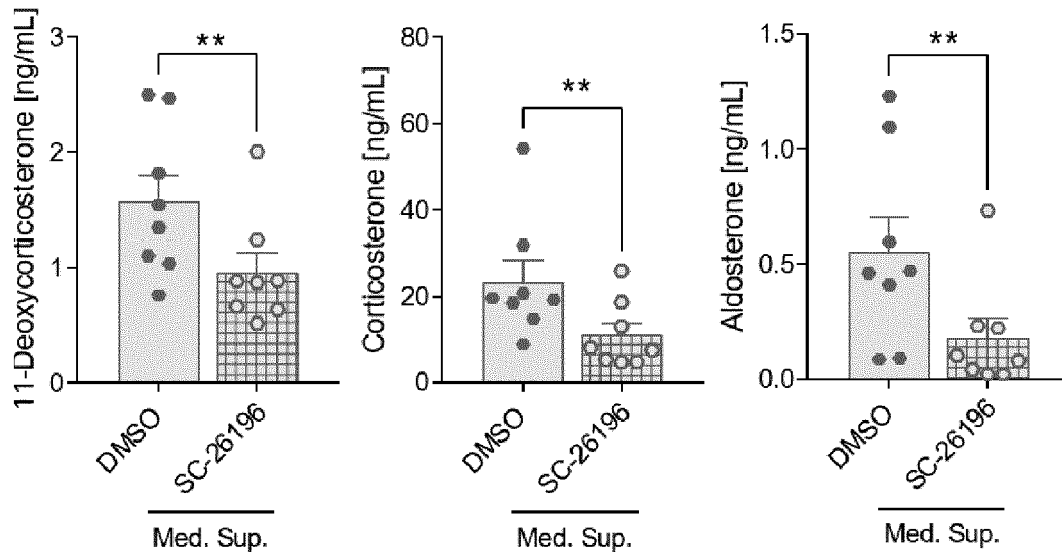 11-Deoxycorticosterone [ng/mL]
3
2
1
0
**
DMSO
SC-26196
Med. Sup.
Corticosterone [ng/mL]
80
60
40
20
0
**
DMSO
SC-26196
Med. Sup.
Aldosterone [ng/mL]
1.5
1.0
0.5
0.0
**
DMSO
SC-26196
Med. Sup.